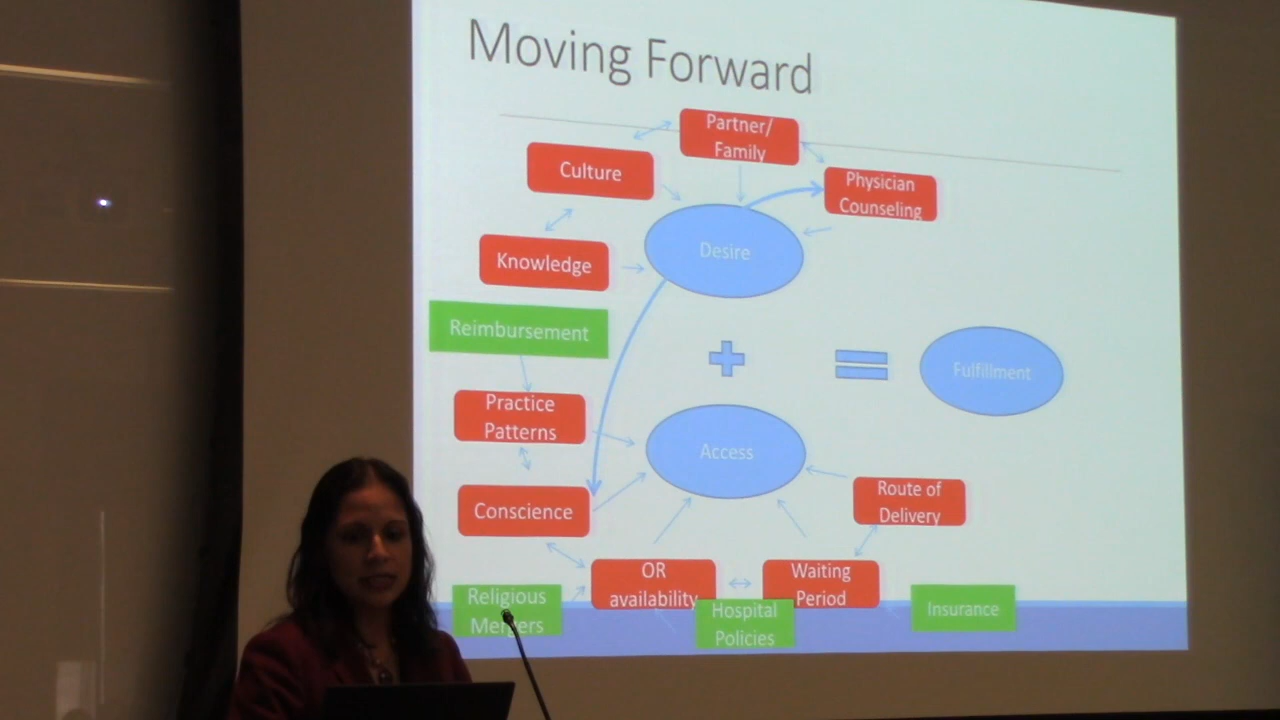 Moving Forward
Partner/
Family
Culture
Physician
Counseling
Knowledge
Desire
Reimbursement
Fulfillment
Practice
Patterns
Access
Conscience
Route of
Delivery
OR
availability
Waiting
Period
Religious
Mergers
Hospital
Policies
Insurance